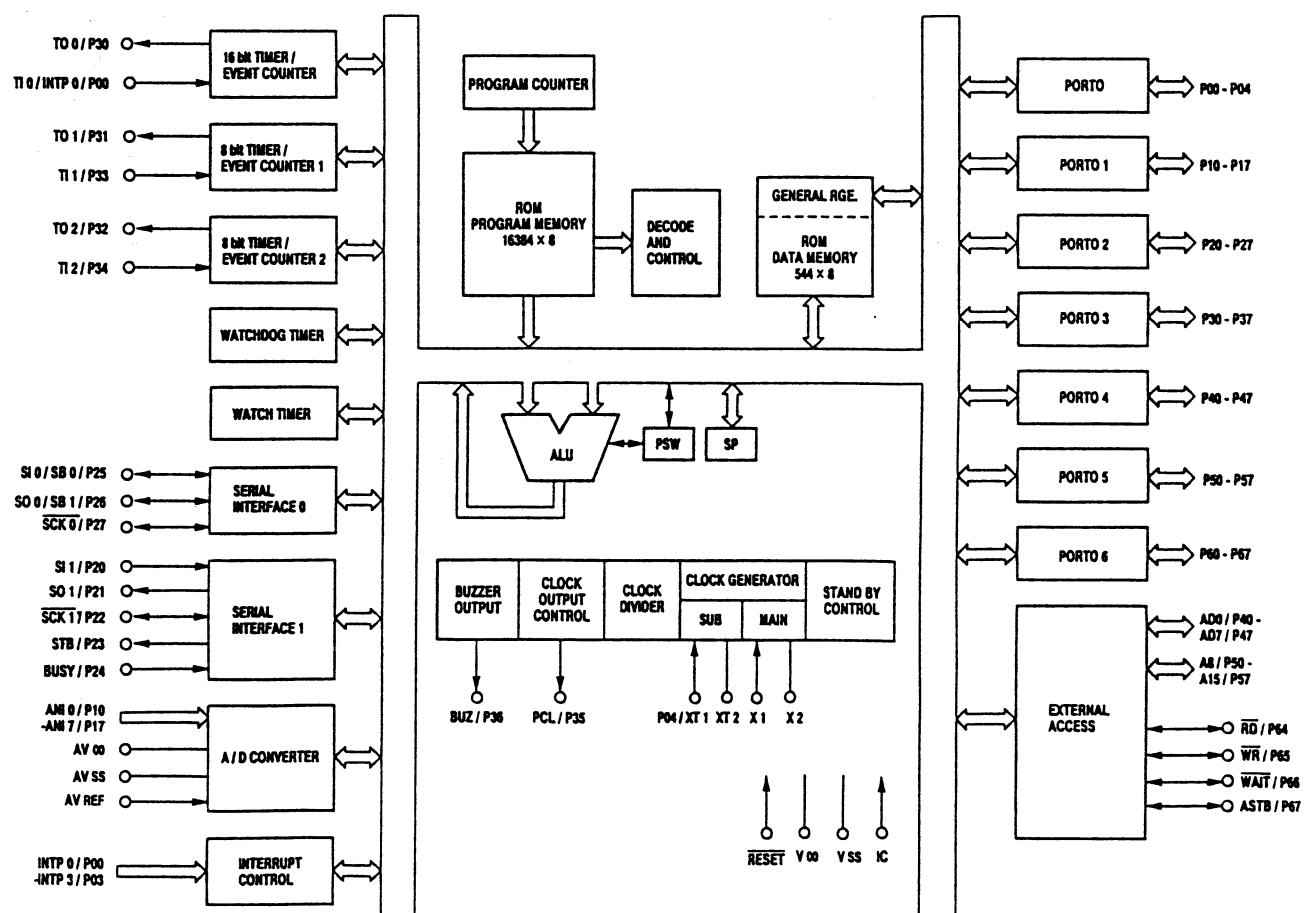 TO 0 / P30
TI 0 / INTP 0 / P00
16 bit TIMER /
EVENT COUNTER
TO 1 / P31
TI 1 / P33
8 bit TIMER /
EVENT COUNTER 1
TO 2 / P32
TI 2 / P34
8 bit TIMER /
EVENT COUNTER 2
WATCHDOG TIMER
WATCH TIMER
SI 0 / SB 0 / P25
SO 0 / SB 1 / P26
SCK 0 / P27
SERIAL
INTERFACE 0
SI 1 / P20
SO 1 / P21
SCK 1 / P22
STB / P23
BUSY / P24
SERIAL
INTERFACE 1
ANI 0 / P10
-ANI 7 / P17
AV 00
AV SS
AV REF
A / D CONVERTER
INTP 0 / P00
-INTP 3 / P03
INTERRUPT
CONTROL
PROGRAM COUNTER
ROM
PROGRAM MEMORY
16384 × 8
DECODE
AND
CONTROL
GENERAL RGE.
ROM
DATA MEMORY
544 × 8
ALU
PSW
SP
BUZZER
OUTPUT
CLOCK
OUTPUT
CONTROL
CLOCK
DIVIDER
CLOCK GENERATOR
SUB
MAIN
STAND BY
CONTROL
BUZ / P36
PCL / P35
P04 / XT 1
XT 2
X 1
X 2
RESET
V 00
V SS
IC
PORTO
P00 - P04
PORTO 1
P10 - P17
PORTO 2
P20 - P27
PORTO 3
P30 - P37
PORTO 4
P40 - P47
PORTO 5
P50 - P57
PORTO 6
P60 - P67
EXTERNAL
ACCESS
AD0 / P40 -
AD7 / P47
A8 / P50 -
A15 / P57
RD / P64
WR / P65
WAIT / P66
ASTB / P67